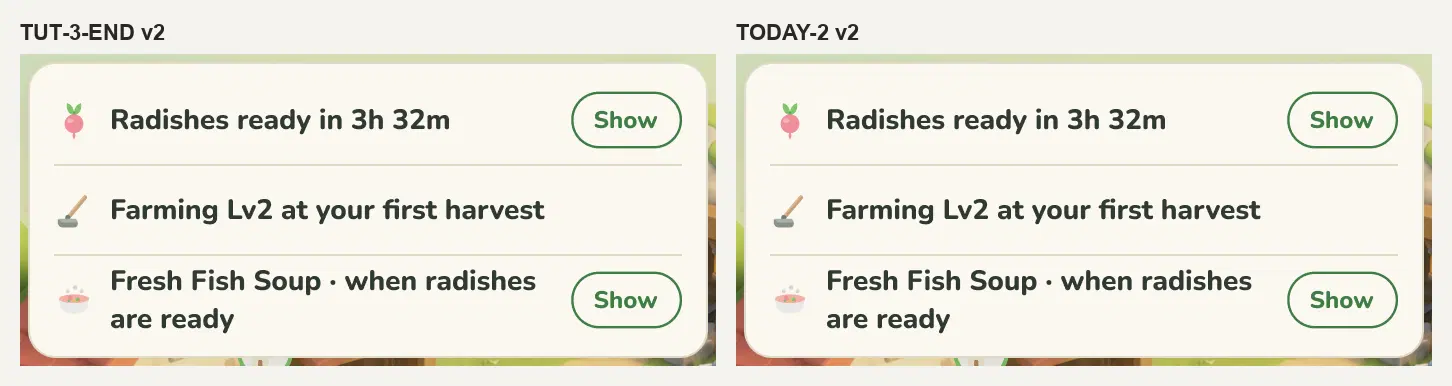 TUT-3-END v2
Radishes ready in 3h 32m
Show
Farming Lv2 at your first harvest
Fresh Fish Soup · when radishes
are ready
Show
TODAY-2 v2
Radishes ready in 3h 32m
Show
Farming Lv2 at your first harvest
Fresh Fish Soup · when radishes
are ready
Show